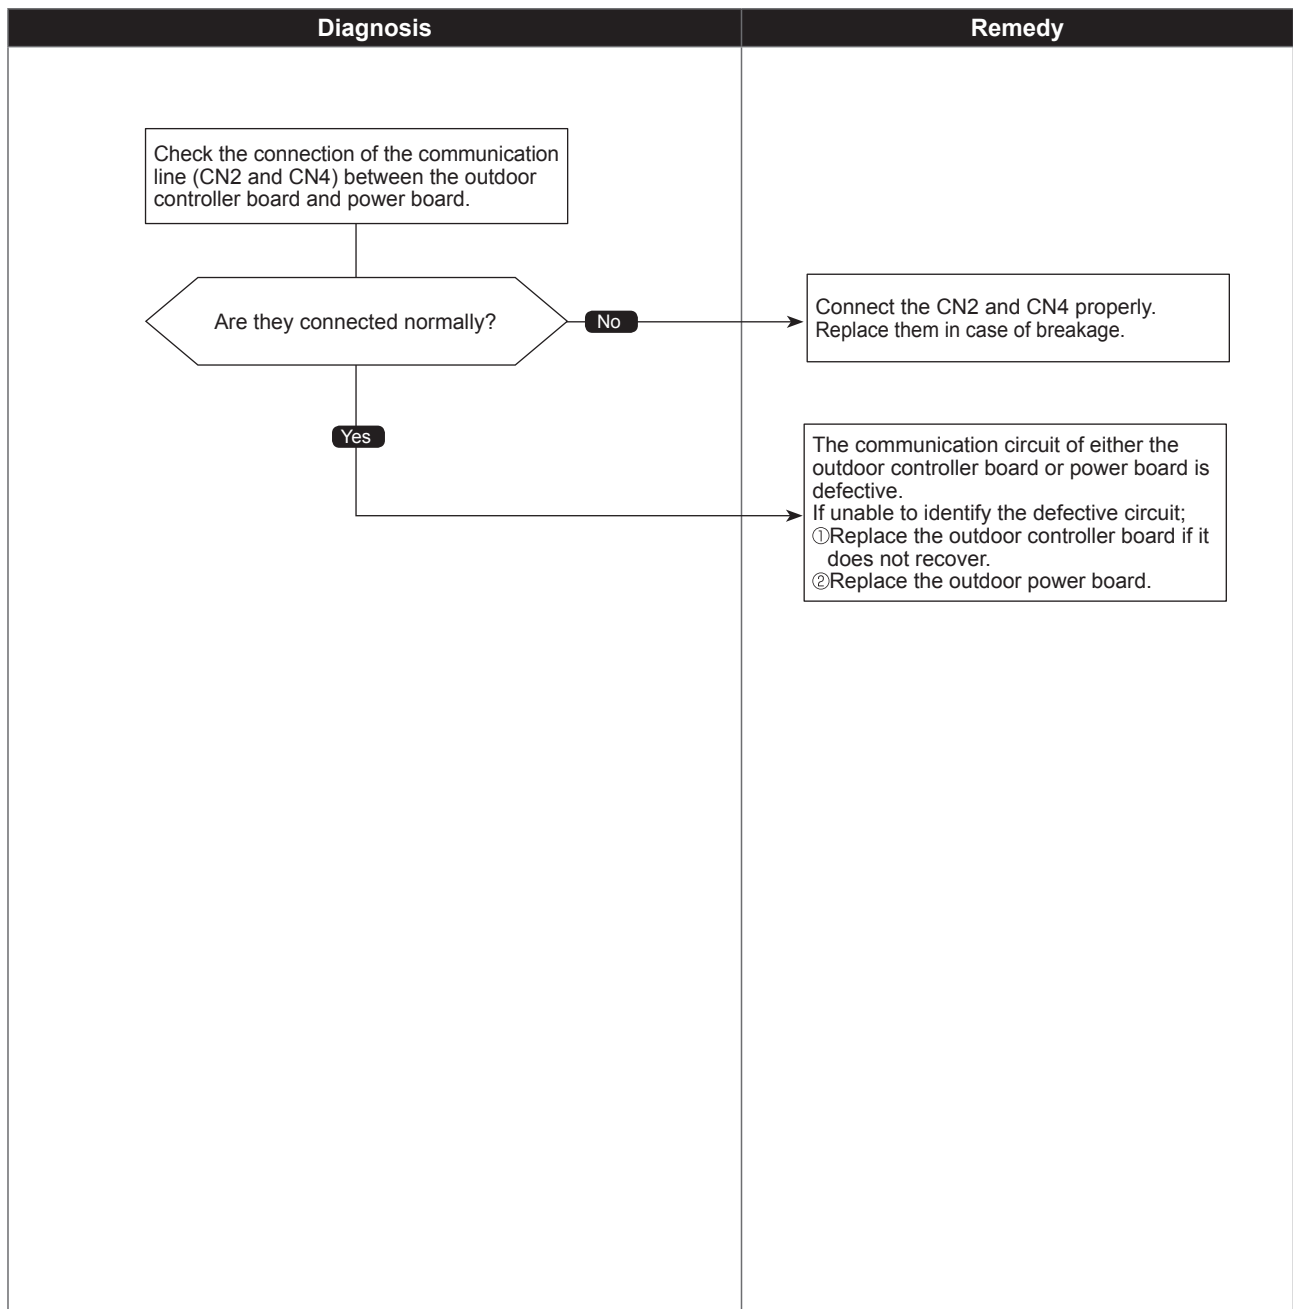 Diagnosis
Remedy
Check the connection of the communication
line (CN2 and CN4) between the outdoor
controller board and power board.
Are they connected normally?
No
Connect the CN2 and CN4 properly.
Replace them in case of breakage.
Yes
The communication circuit of either the
outdoor controller board or power board is
defective.
If unable to identify the defective circuit;
①Replace the outdoor controller board if it
does not recover.
②Replace the outdoor power board.